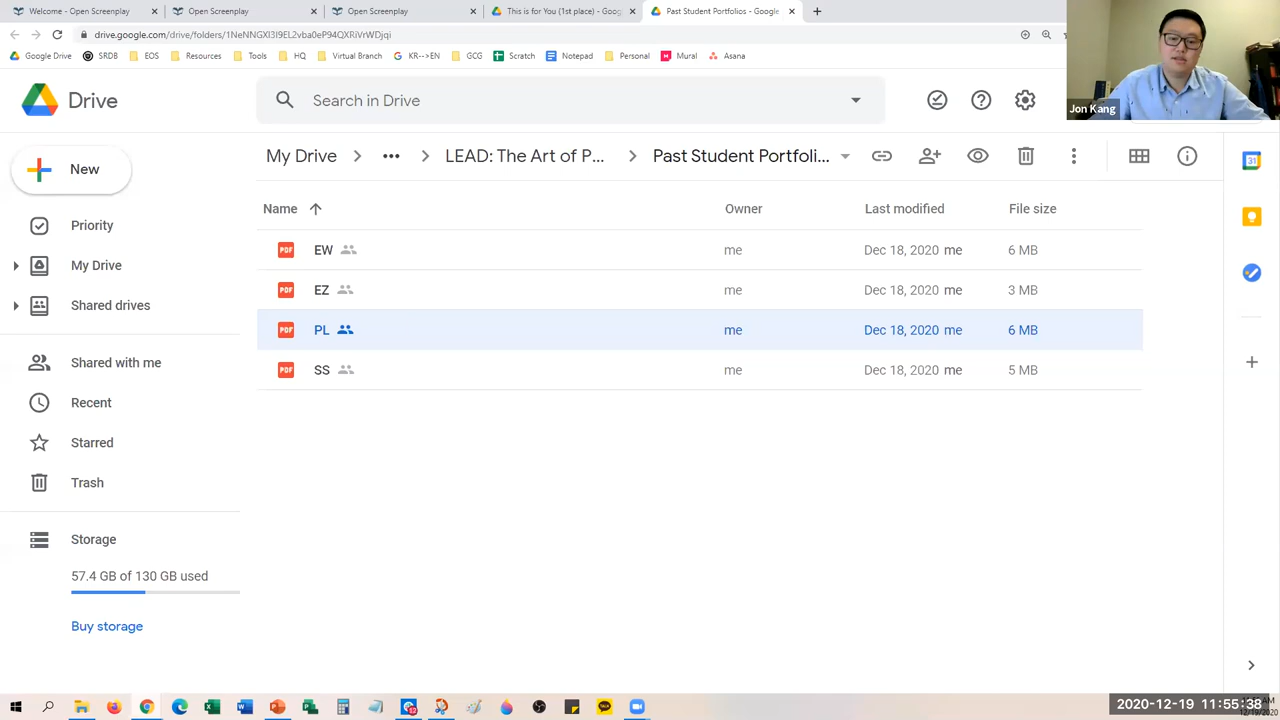 Welcome - Open Screenplay
Open Screenplay
Open Screenplay
This is for You (1st place) - Goog
Past Student Portfolios - Google
drive.google.com/drive/folders/1NeNNGXI3I9EL2vba0eP94QXRiVrWDjqi
Google Drive
SRDB
EOS
Resources
Tools
HQ
Virtual Branch
KR-->EN
GCG
Scratch
Notepad
Personal
Mural
Asana
Jon Kang
Drive
Search in Drive
New
My Drive
LEAD: The Art of P...
Past Student Portfoli...
Name
Owner
Last modified
File size
EW
me
Dec 18, 2020 me
6 MB
EZ
me
Dec 18, 2020 me
3 MB
PL
me
Dec 18, 2020 me
6 MB
SS
me
Dec 18, 2020 me
5 MB
Priority
My Drive
Shared drives
Shared with me
Recent
Starred
Trash
Storage
57.4 GB of 130 GB used
Buy storage
2020-12-19 11:55:38